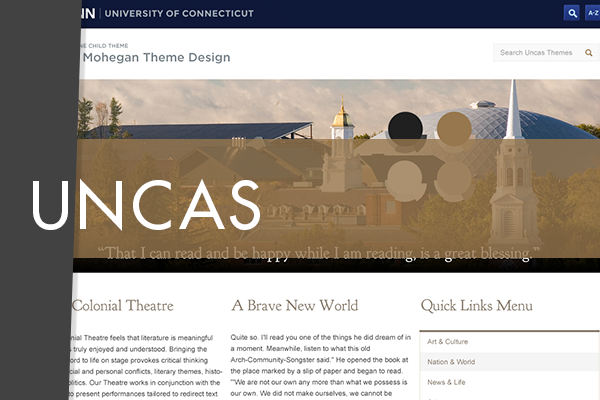 UNIVERSITY OF CONNECTICUT
A-Z
CHILD THEME
Mohegan Theme Design
Search Uncas Themes
UNCAS
“That I can read and be happy while I am reading, is a great blessing.”
Colonial Theatre
A Brave New World
Quick Links Menu
Theatre feels that literature is meaningful
truly enjoyed and understood. Bringing the
to life on stage provokes critical thinking
and personal conflicts, literary themes, histo-
Our Theatre works in conjunction with the
to present performances tailored to redirect text
Quite so. I'll read you one of the things he did dream of in
a moment. Meanwhile, listen to what this old
Arch-Community-Songster said." He opened the book at
the place marked by a slip of paper and began to read.
"'We are not our own any more than what we possess is
our own. We did not make ourselves, we cannot be
Art & Culture
Nation & World
News & Life